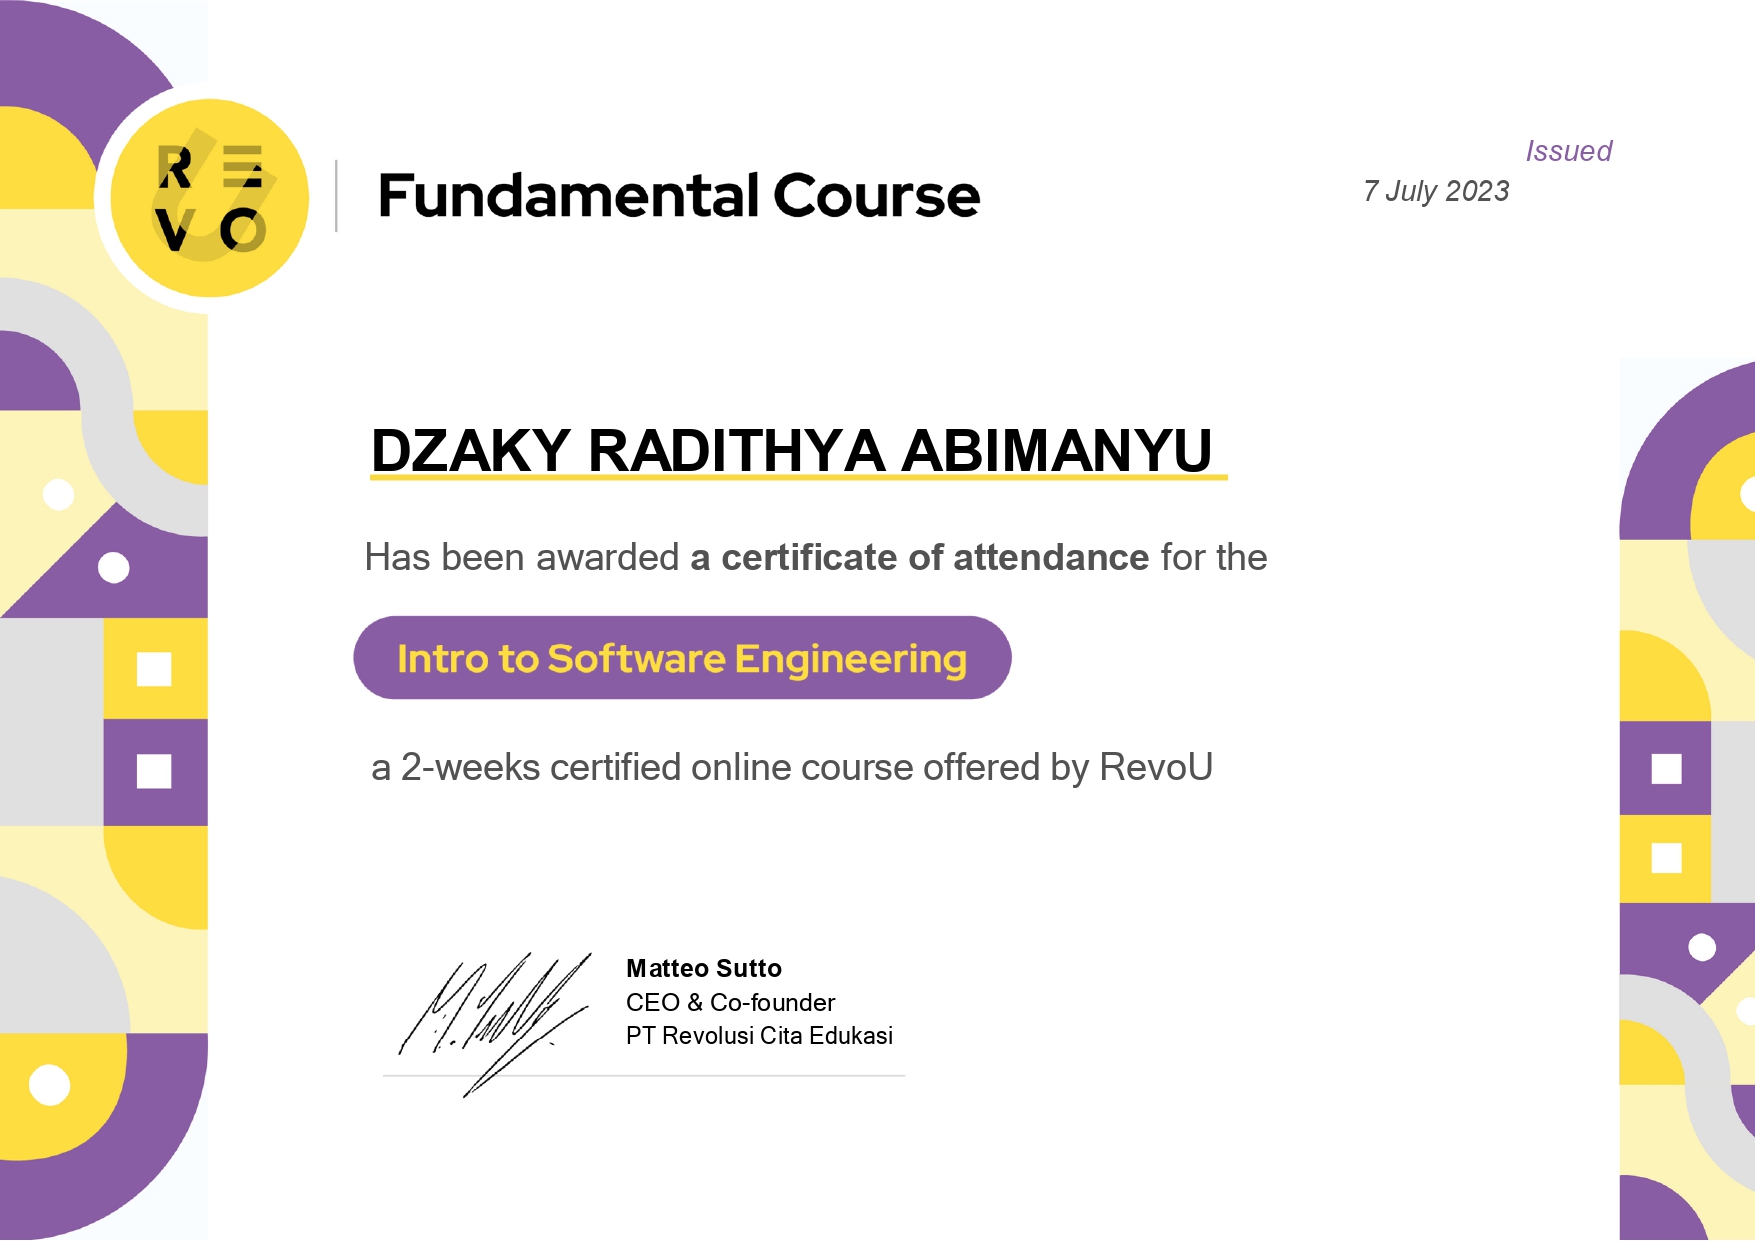 RE
VO
Fundamental Course
Issued
7 July 2023
DZAKY RADITHYA ABIMANYU
Has been awarded a certificate of attendance for the
Intro to Software Engineering
a 2-weeks certified online course offered by RevoU
Matteo Sutto
CEO & Co-founder
PT Revolusi Cita Edukasi